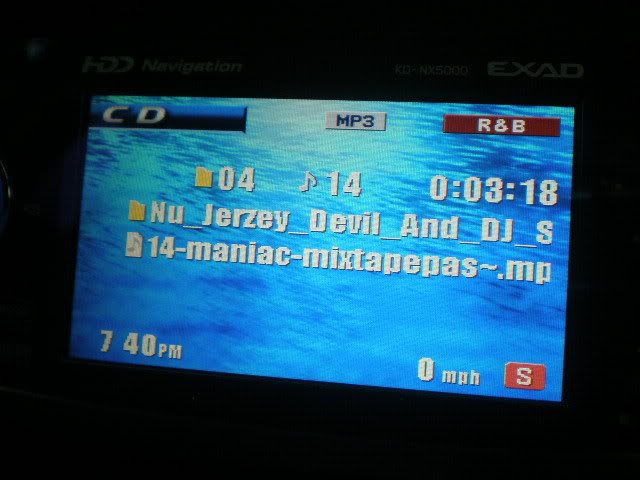 HDD Navigation KD-NX5000 EXAD
CD MP3 R&B
04 14 0:03:18
Nu_Jerzey_Devil_And_DJ_S
14-maniac-mixtapepas~.mp
7 40PM
0 mph S